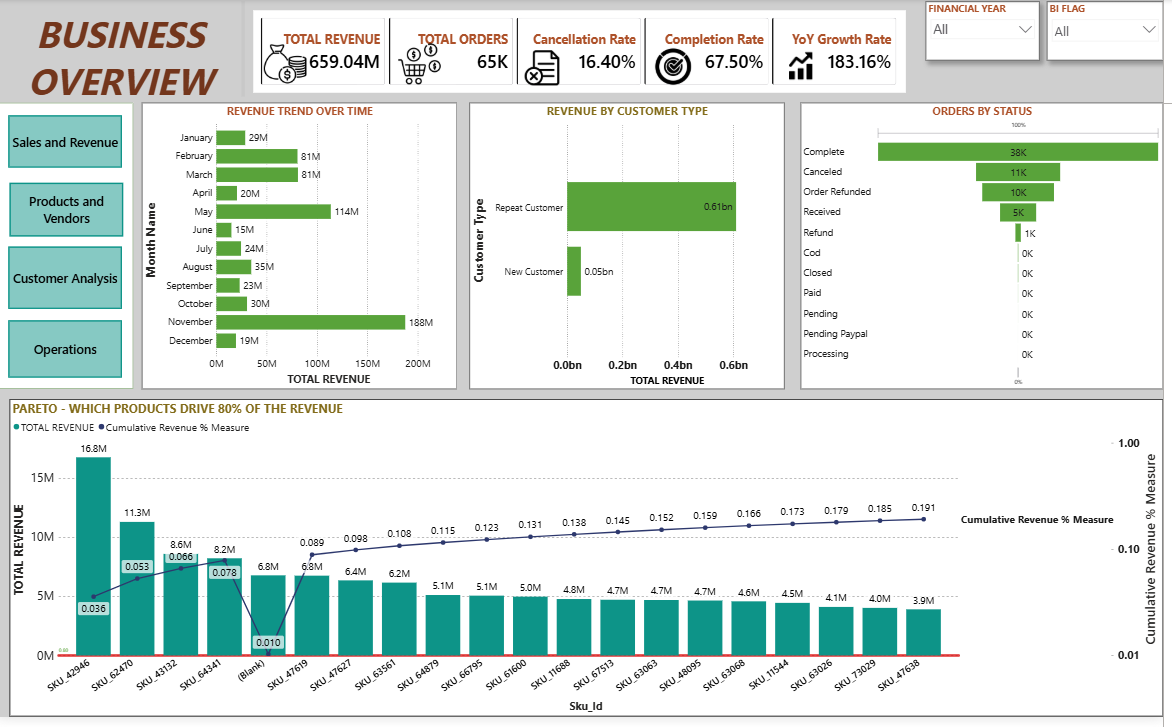 BUSINESS
OVERVIEW
TOTAL REVENUE
659.04M
TOTAL ORDERS
65K
Cancellation Rate
16.40%
Completion Rate
67.50%
YoY Growth Rate
183.16%
FINANCIAL YEAR
All
BI FLAG
All
Sales and Revenue
Products and
Vendors
Customer Analysis
Operations
REVENUE TREND OVER TIME
Month Name
January 29M
February 81M
March 81M
April 20M
May 114M
June 15M
July 24M
August 35M
September 23M
October 30M
November 188M
December 19M
0M 50M 100M 150M 200M
TOTAL REVENUE
REVENUE BY CUSTOMER TYPE
Customer Type
Repeat Customer 0.61bn
New Customer 0.05bn
0.0bn 0.2bn 0.4bn 0.6bn
TOTAL REVENUE
ORDERS BY STATUS
100%
Complete 38K
Canceled 11K
Order Refunded 10K
Received 5K
Refund 1K
Cod 0K
Closed 0K
Paid 0K
Pending 0K
Pending Paypal 0K
Processing 0K
0%
PARETO - WHICH PRODUCTS DRIVE 80% OF THE REVENUE
TOTAL REVENUE Cumulative Revenue % Measure
TOTAL REVENUE
15M
10M
5M
0M
16.8M 11.3M 8.6M 8.2M 6.8M 6.8M 6.4M 6.2M 5.1M 5.1M 5.0M 4.8M 4.7M 4.7M 4.7M 4.6M 4.5M 4.1M 4.0M 3.9M
0.036 0.053 0.066 0.078 0.010 0.089 0.098 0.108 0.115 0.123 0.131 0.138 0.145 0.152 0.159 0.166 0.173 0.179 0.185 0.191
Cumulative Revenue % Measure
1.00
0.10
0.01
Cumulative Revenue % Measure
SKU_42946 SKU_62470 SKU_43132 SKU_64341 (Blank) SKU_47619 SKU_47627 SKU_63561 SKU_64879 SKU_66795 SKU_61600 SKU_11688 SKU_67513 SKU_63063 SKU_48095 SKU_63068 SKU_11544 SKU_63026 SKU_73029 SKU_47638
Sku_Id